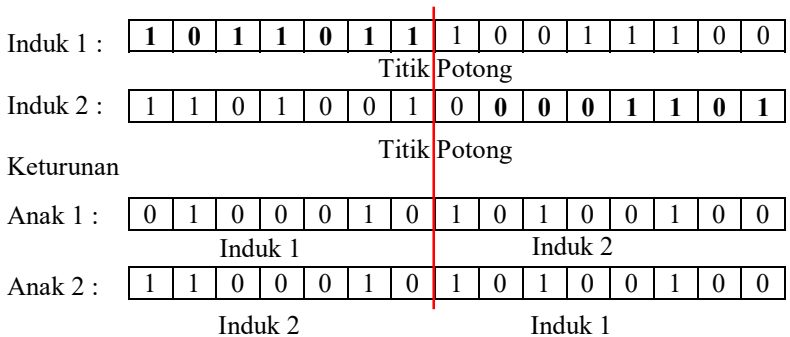 Induk 1 : 1 0 1 1 0 1 1 1 0 0 1 1 1 0 0
Titik Potong
Induk 2 : 1 1 0 1 0 0 1 0 0 0 0 1 1 0 1
Titik Potong
Keturunan
Anak 1 : 0 1 0 0 0 1 0 1 0 1 0 0 1 0 0
Induk 1 Induk 2
Anak 2 : 1 1 0 0 0 1 0 1 0 1 0 0 1 0 0
Induk 2 Induk 1